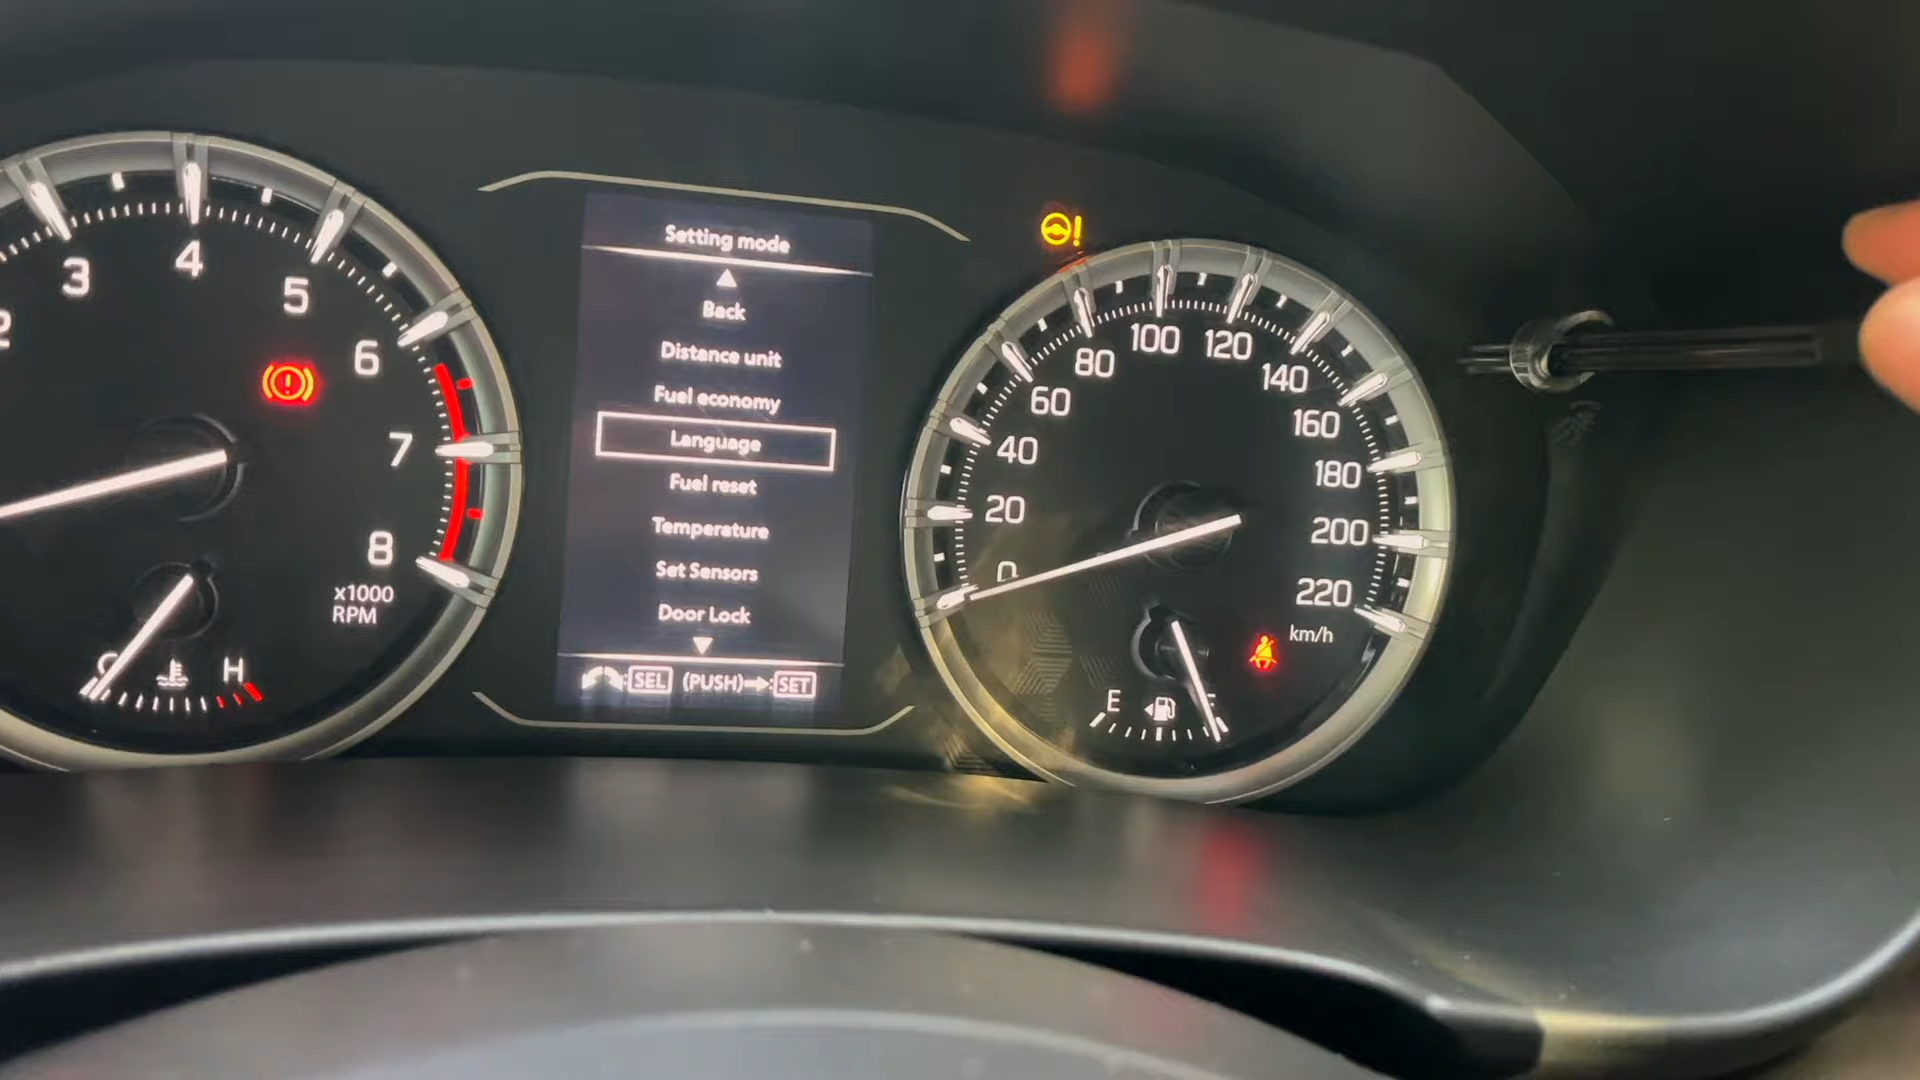 3
4
5
6
7
8
x1000
RPM
H
Setting mode
Back
Distance unit
Fuel economy
Language
Fuel reset
Temperature
Set Sensors
Door Lock
:SEL (PUSH)➔:SET
0
20
40
60
80
100
120
140
160
180
200
220
km/h
E